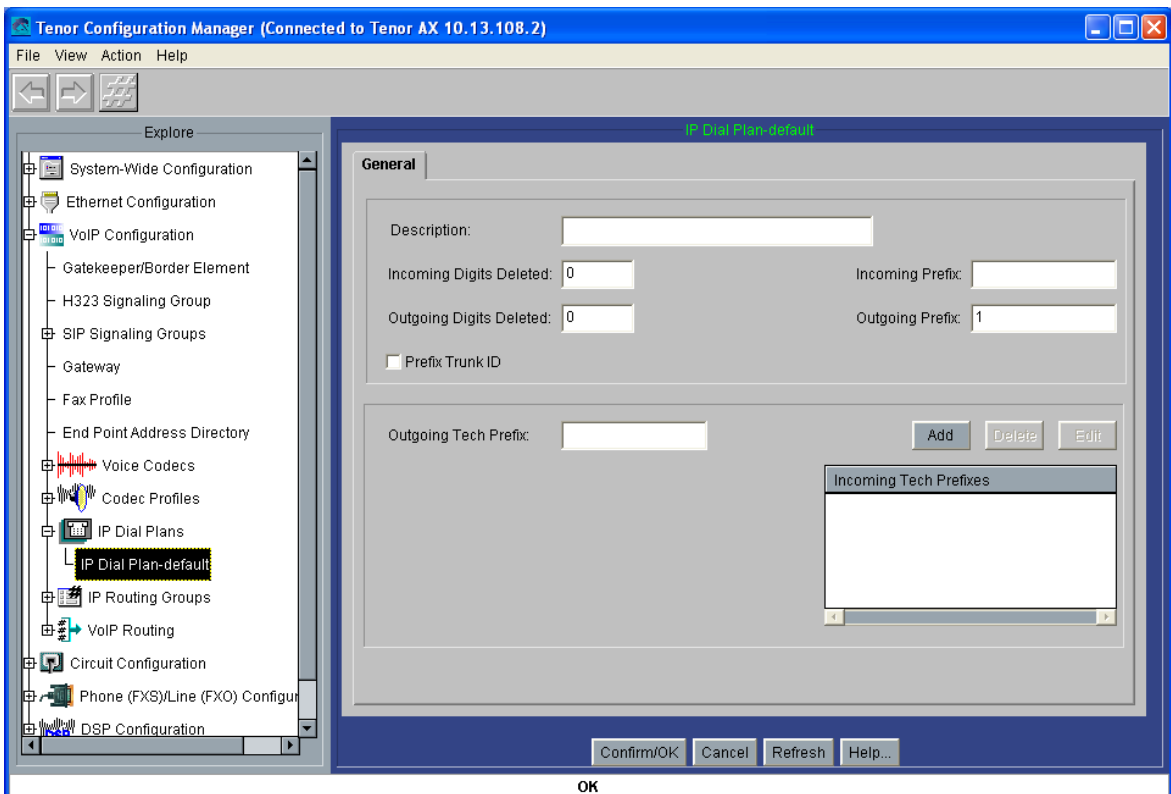 Tenor Configuration Manager (Connected to Tenor AX 10.13.108.2)
File View Action Help
Explore
System-Wide Configuration
Ethernet Configuration
VoIP Configuration
Gatekeeper/Border Element
H323 Signaling Group
SIP Signaling Groups
Gateway
Fax Profile
End Point Address Directory
Voice Codecs
Codec Profiles
IP Dial Plans
IP Dial Plan-default
IP Routing Groups
VoIP Routing
Circuit Configuration
Phone (FXS)/Line (FXO) Configur
DSP Configuration
IP Dial Plan-default
General
Description:
Incoming Digits Deleted: 0 Incoming Prefix:
Outgoing Digits Deleted: 0 Outgoing Prefix: 1
Prefix Trunk ID
Outgoing Tech Prefix: Add Delete Edit
Incoming Tech Prefixes
Confirm/OK Cancel Refresh Help...
OK